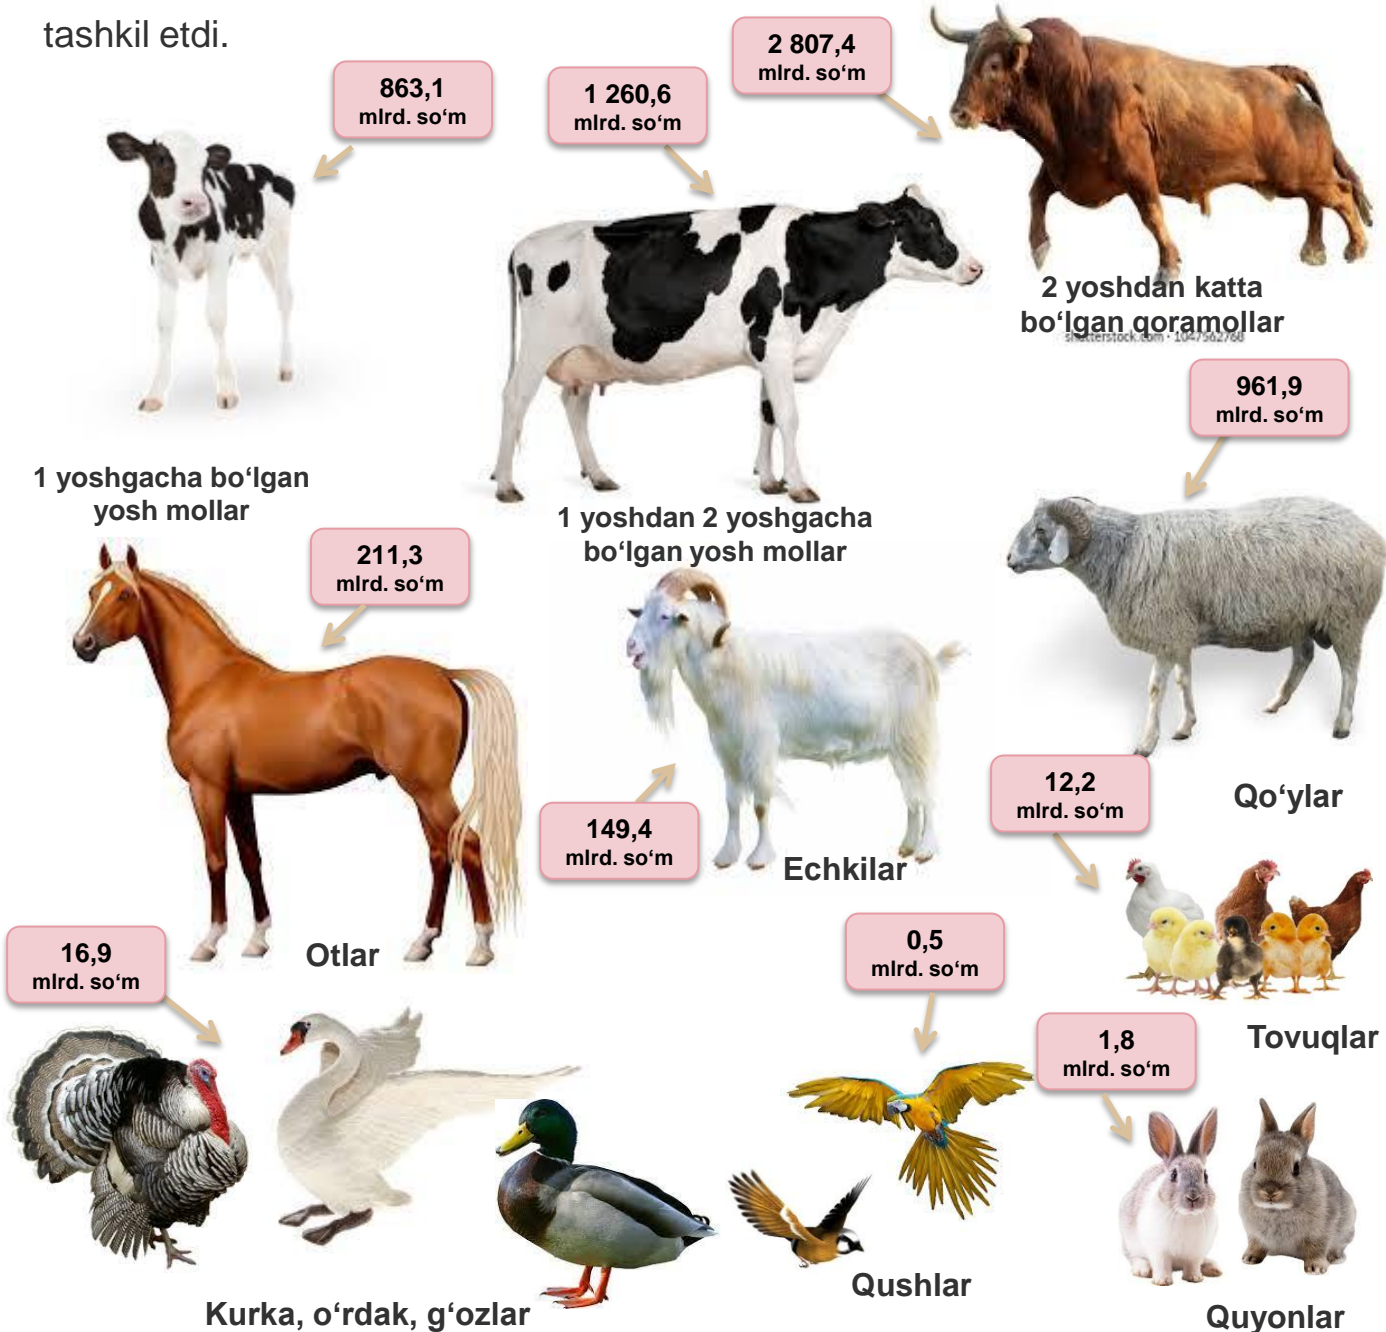 tashkil etdi.
863,1
mlrd. so‘m
1 260,6
mlrd. so‘m
2 807,4
mlrd. so‘m
2 yoshdan katta
bo‘lgan qoramollar
shutterstock.com · 1047562768
961,9
mlrd. so‘m
1 yoshgacha bo‘lgan
yosh mollar
1 yoshdan 2 yoshgacha
bo‘lgan yosh mollar
211,3
mlrd. so‘m
12,2
mlrd. so‘m
Qo‘ylar
149,4
mlrd. so‘m
Echkilar
16,9
mlrd. so‘m
Otlar
0,5
mlrd. so‘m
Tovuqlar
1,8
mlrd. so‘m
Qushlar
Kurka, o‘rdak, g‘ozlar
Quyonlar